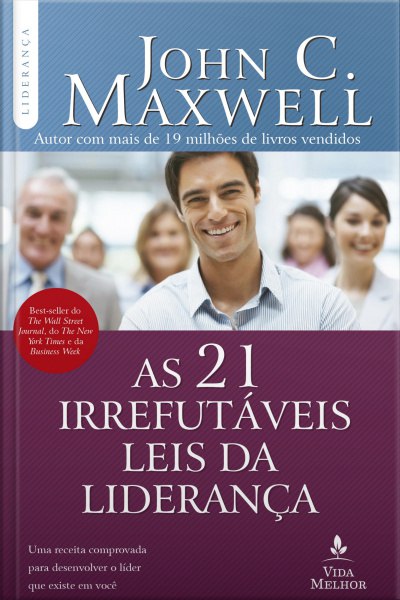 LIDERANÇA
JOHN C.
MAXWELL
Autor com mais de 19 milhões de livros vendidos
Best-seller do
The Wall Street
Journal, do The New
York Times e da
Business Week
AS 21
IRREFUTÁVEIS
LEIS DA
LIDERANÇA
Uma receita comprovada
para desenvolver o líder
que existe em você
VIDA
MELHOR